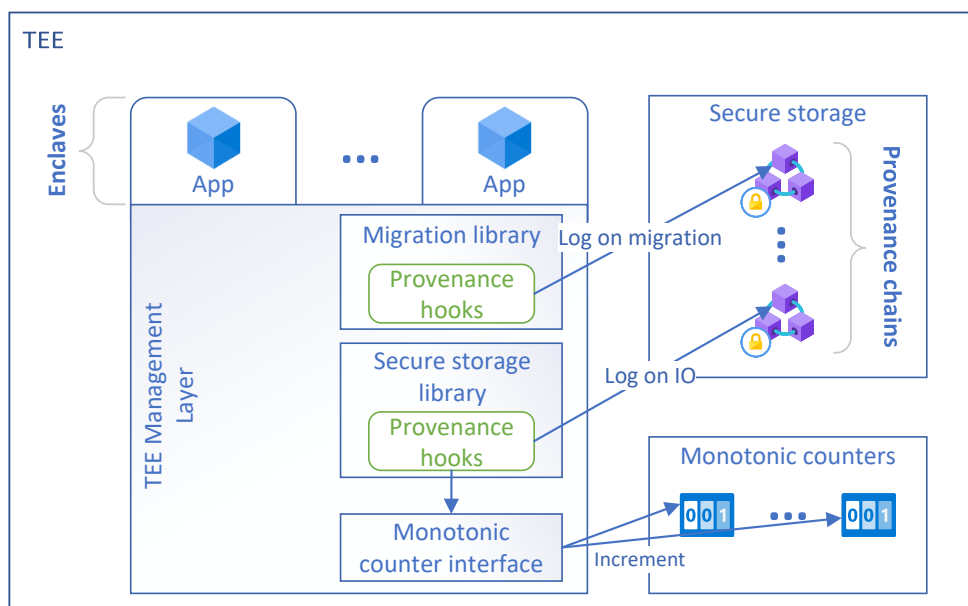 TEE
Enclaves
App
...
App
Secure storage
Provenance chains
Migration library
Provenance
hooks
Log on migration
TEE Management
Layer
Secure storage
library
Provenance
hooks
Log on IO
Monotonic
counter interface
Increment
Monotonic counters
001
...
001